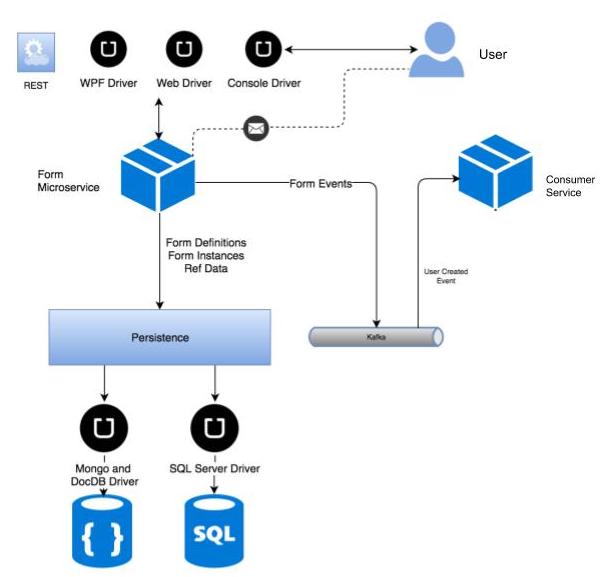 User
REST
WPF Driver
Web Driver
Console Driver
Form
Microservice
Form Events
Consumer
Service
Form Definitions
Form Instances
Ref Data
User Created
Event
Persistence
Kafka
Mongo and
DocDB Driver
SQL Server Driver
{ }
SQL